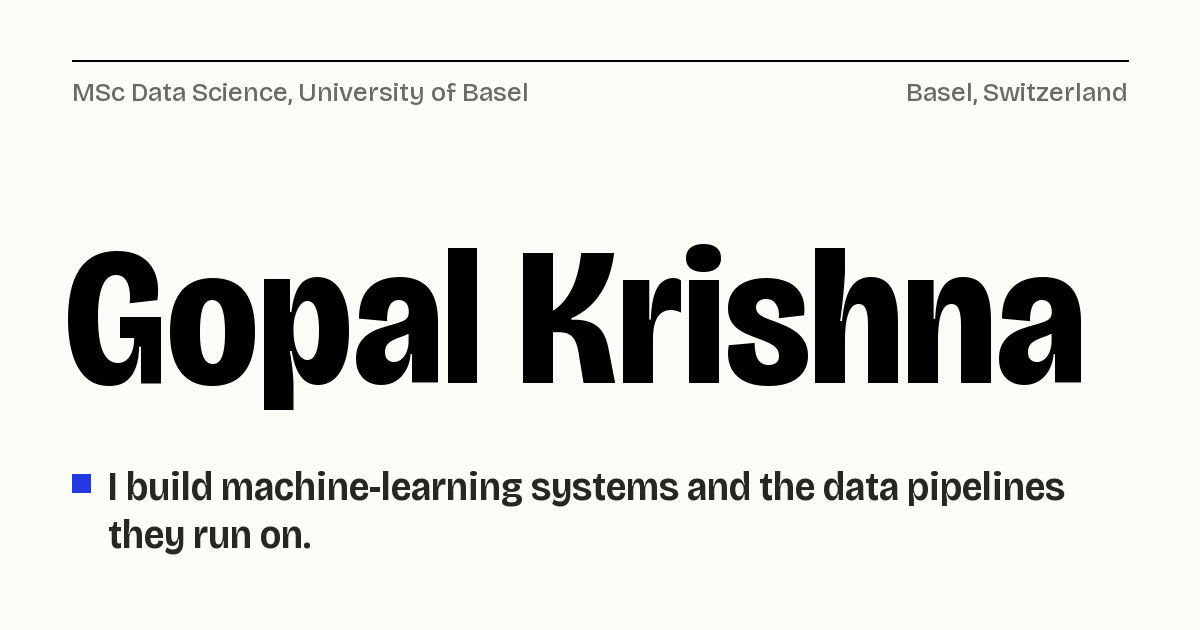 MSc Data Science, University of Basel
Basel, Switzerland
Gopal Krishna
I build machine-learning systems and the data pipelines
they run on.